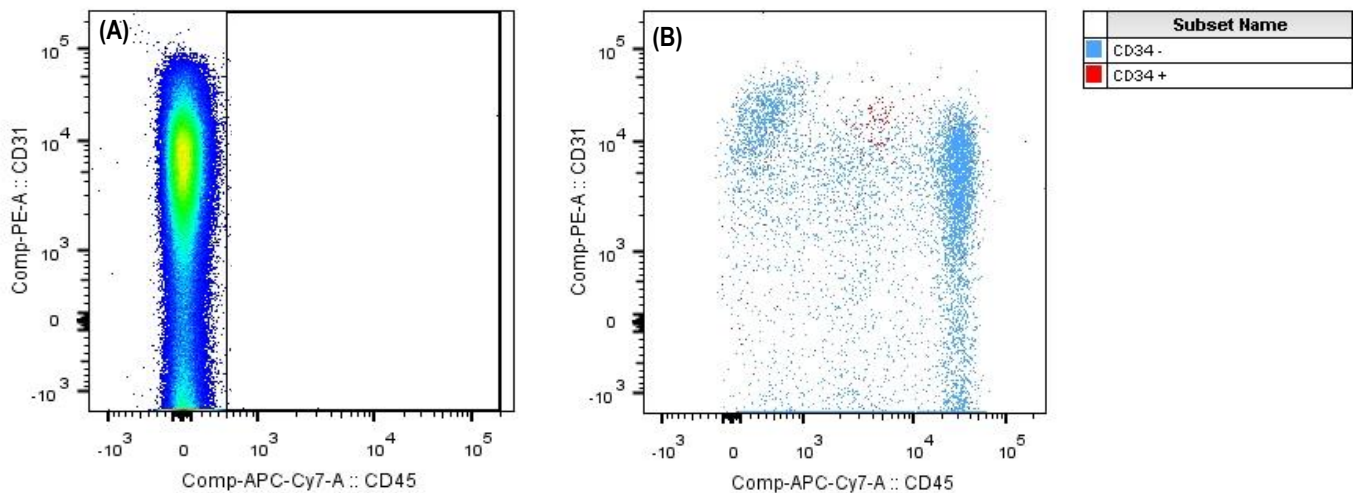 (A)
10^5
10^4
10^3
0
-10^3
Comp-PE-A :: CD31
-10^3 0 10^3 10^4 10^5
Comp-APC-Cy7-A :: CD45
(B)
10^5
10^4
10^3
0
-10^3
Comp-PE-A :: CD31
-10^3 0 10^3 10^4 10^5
Comp-APC-Cy7-A :: CD45
Subset Name
CD34 -
CD34 +